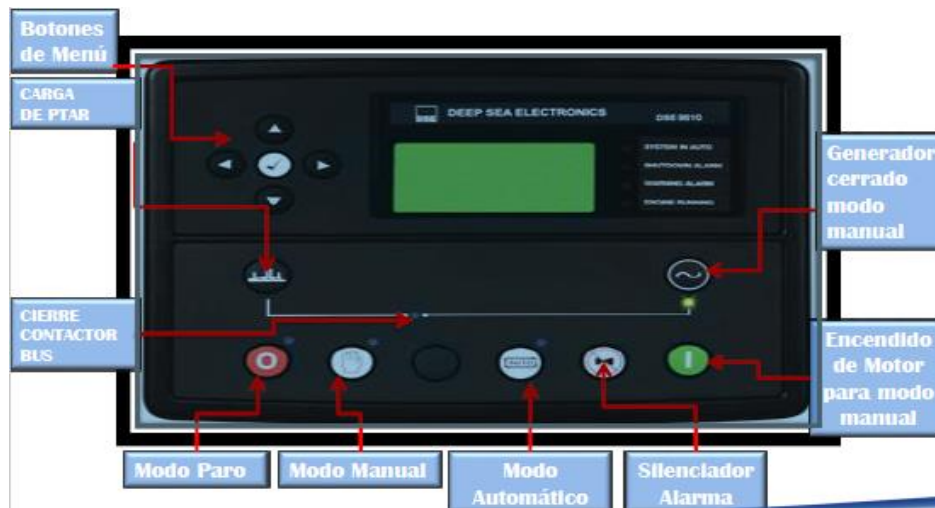 Botones
de Menú
CARGA
DE PTAR
DSE
DEEP SEA ELECTRONICS
SYSTEM IN AUTO
SHUTDOWN ALARM
WARNING ALARM
ENGINE RUNNING
Generador
cerrado
modo
manual
CIERRE
CONTACTOR
BUS
O
AUTO
I
Encendido
de Motor
para modo
manual
Modo Paro
Modo Manual
Modo
Automático
Silenciador
Alarma